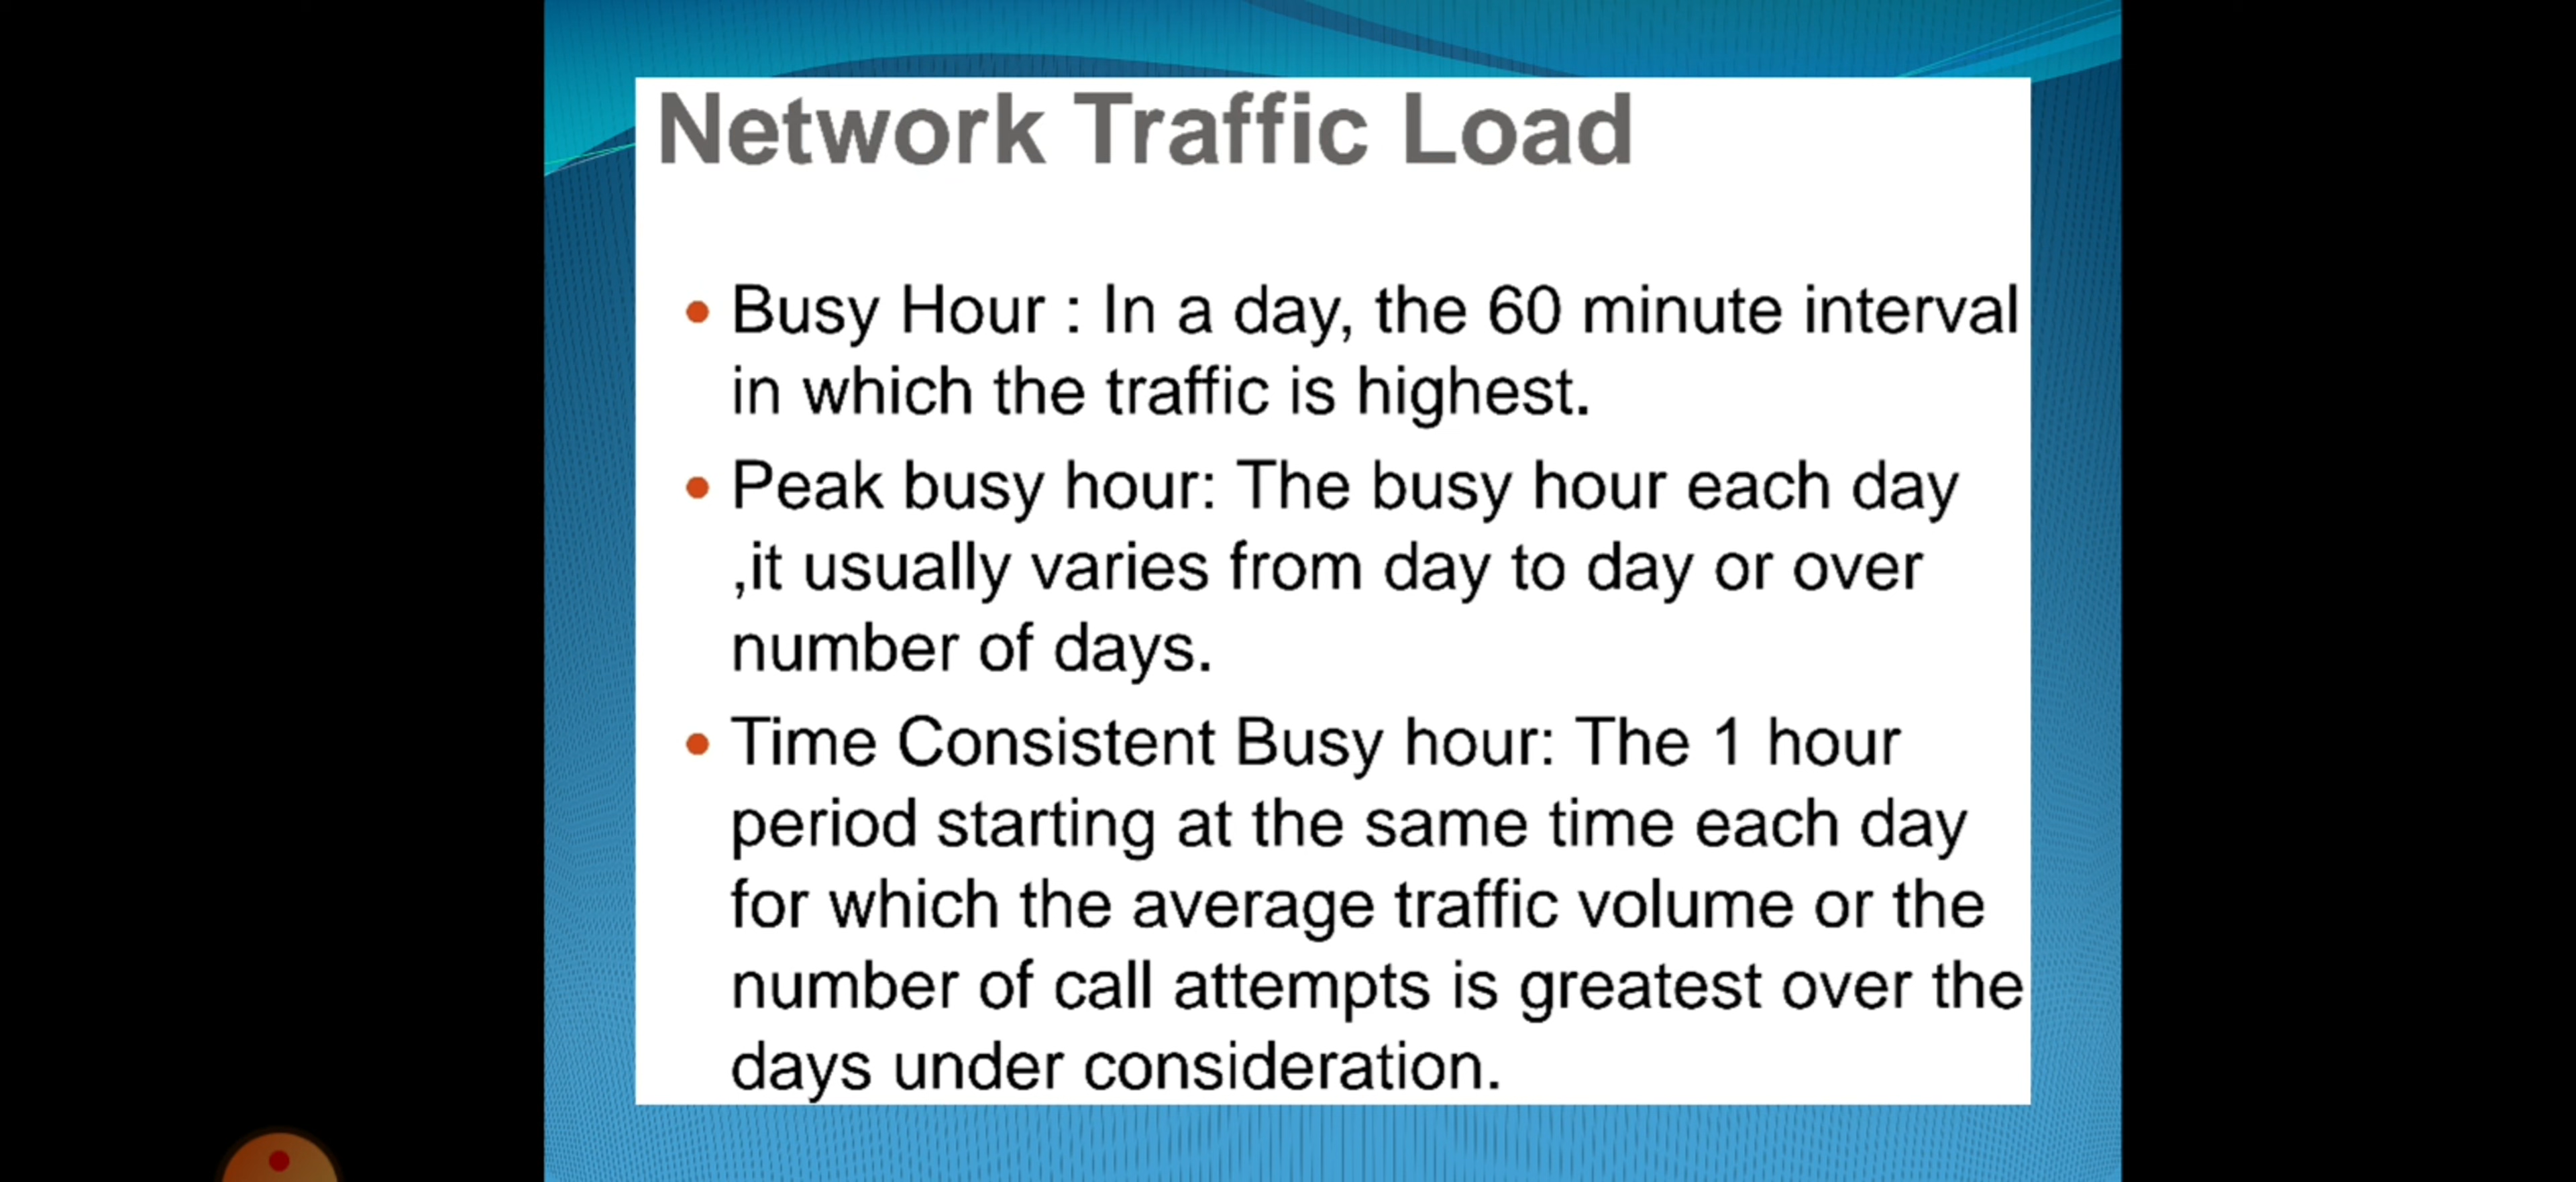 Network Traffic Load
• Busy Hour : In a day, the 60 minute interval
in which the traffic is highest.
• Peak busy hour: The busy hour each day
,it usually varies from day to day or over
number of days.
• Time Consistent Busy hour: The 1 hour
period starting at the same time each day
for which the average traffic volume or the
number of call attempts is greatest over the
days under consideration.